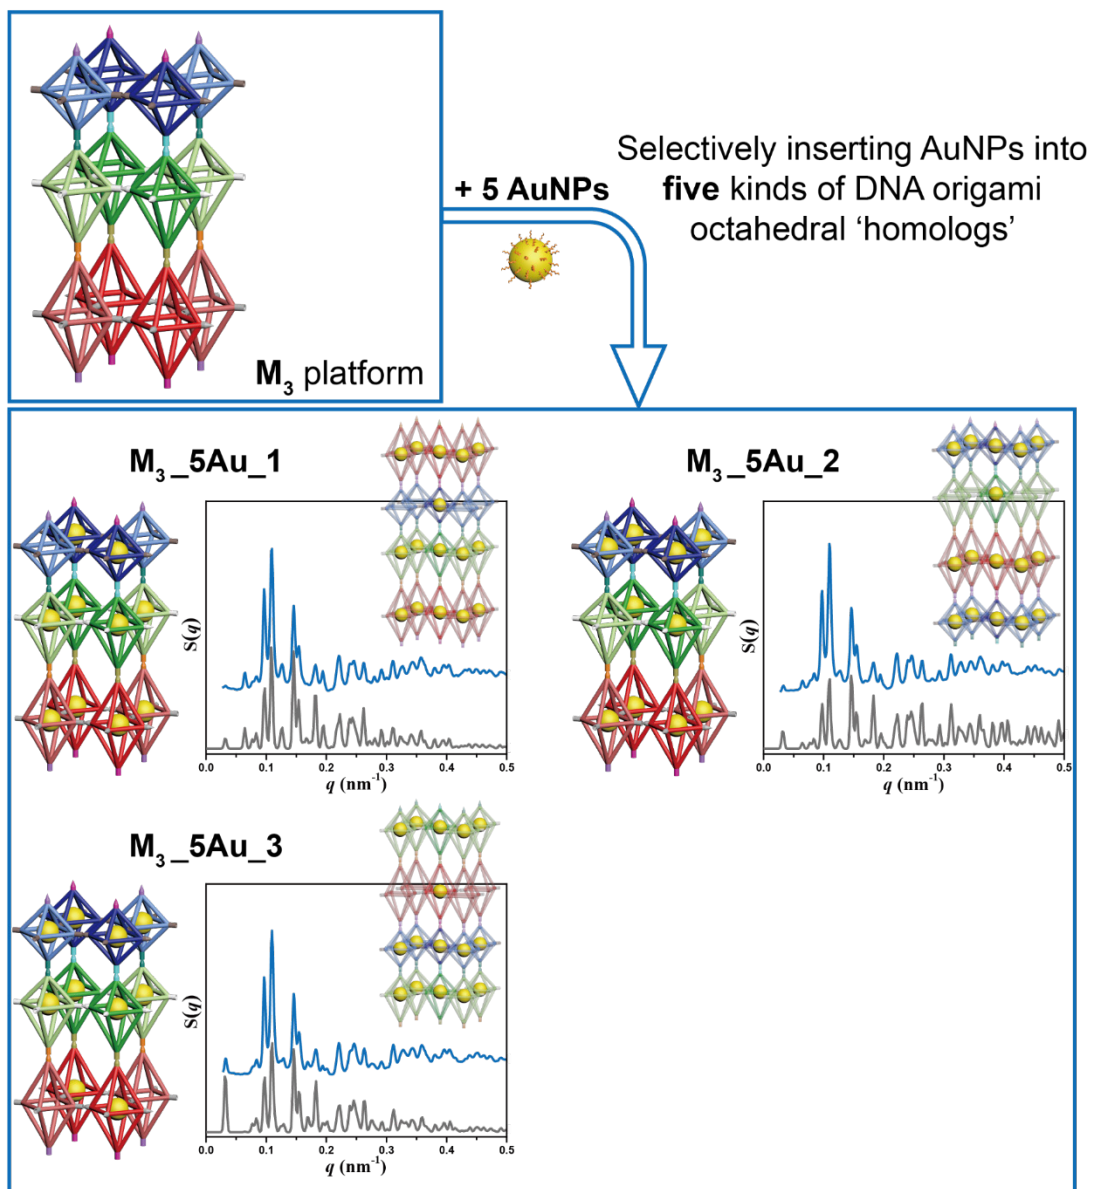 Selectively inserting AuNPs into
+ 5 AuNPs
five kinds of DNA origami
octahedral ‘homologs’
M₃ platform
M₃_5Au_1
S(q)
0.0 0.1 0.2 0.3 0.4 0.5
q (nm⁻¹)
M₃_5Au_2
S(q)
0.0 0.1 0.2 0.3 0.4 0.5
q (nm⁻¹)
M₃_5Au_3
S(q)
0.0 0.1 0.2 0.3 0.4 0.5
q (nm⁻¹)